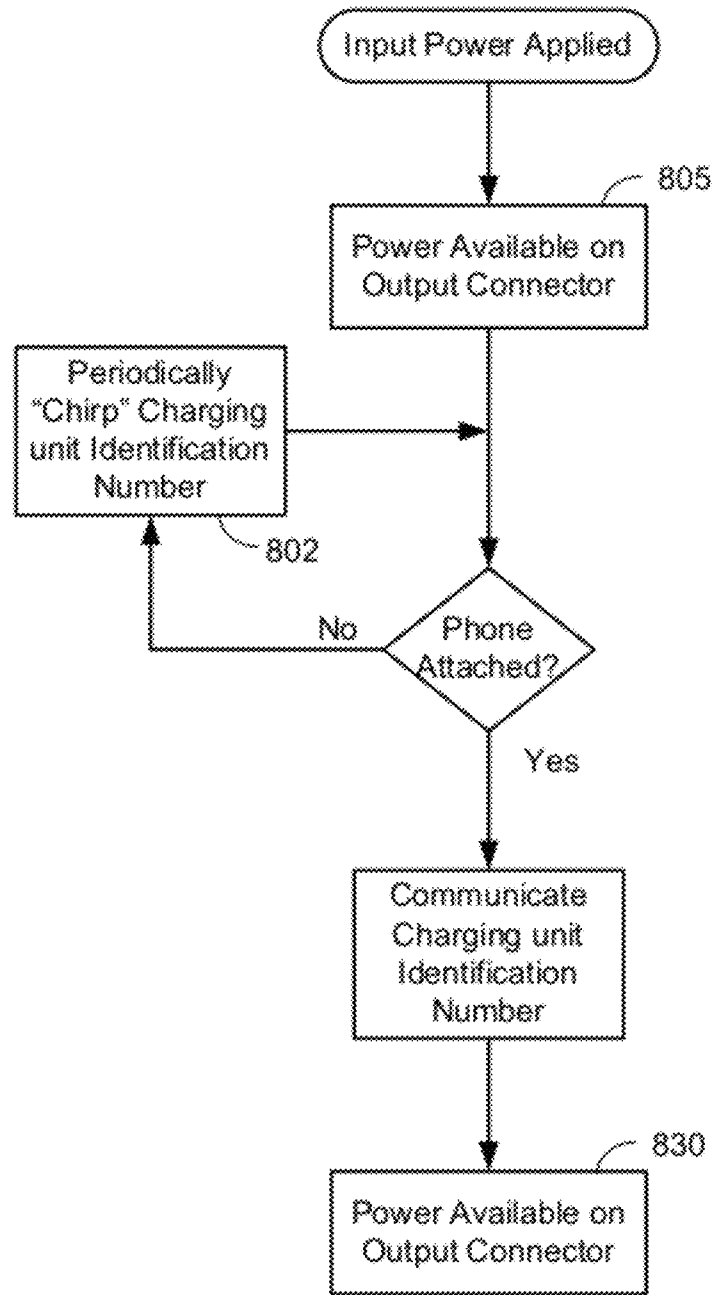 Input Power Applied
805
Power Available on
Output Connector
Periodically
“Chirp” Charging
unit Identification
Number
802
No
Phone
Attached?
Yes
Communicate
Charging unit
Identification
Number
830
Power Available on
Output Connector